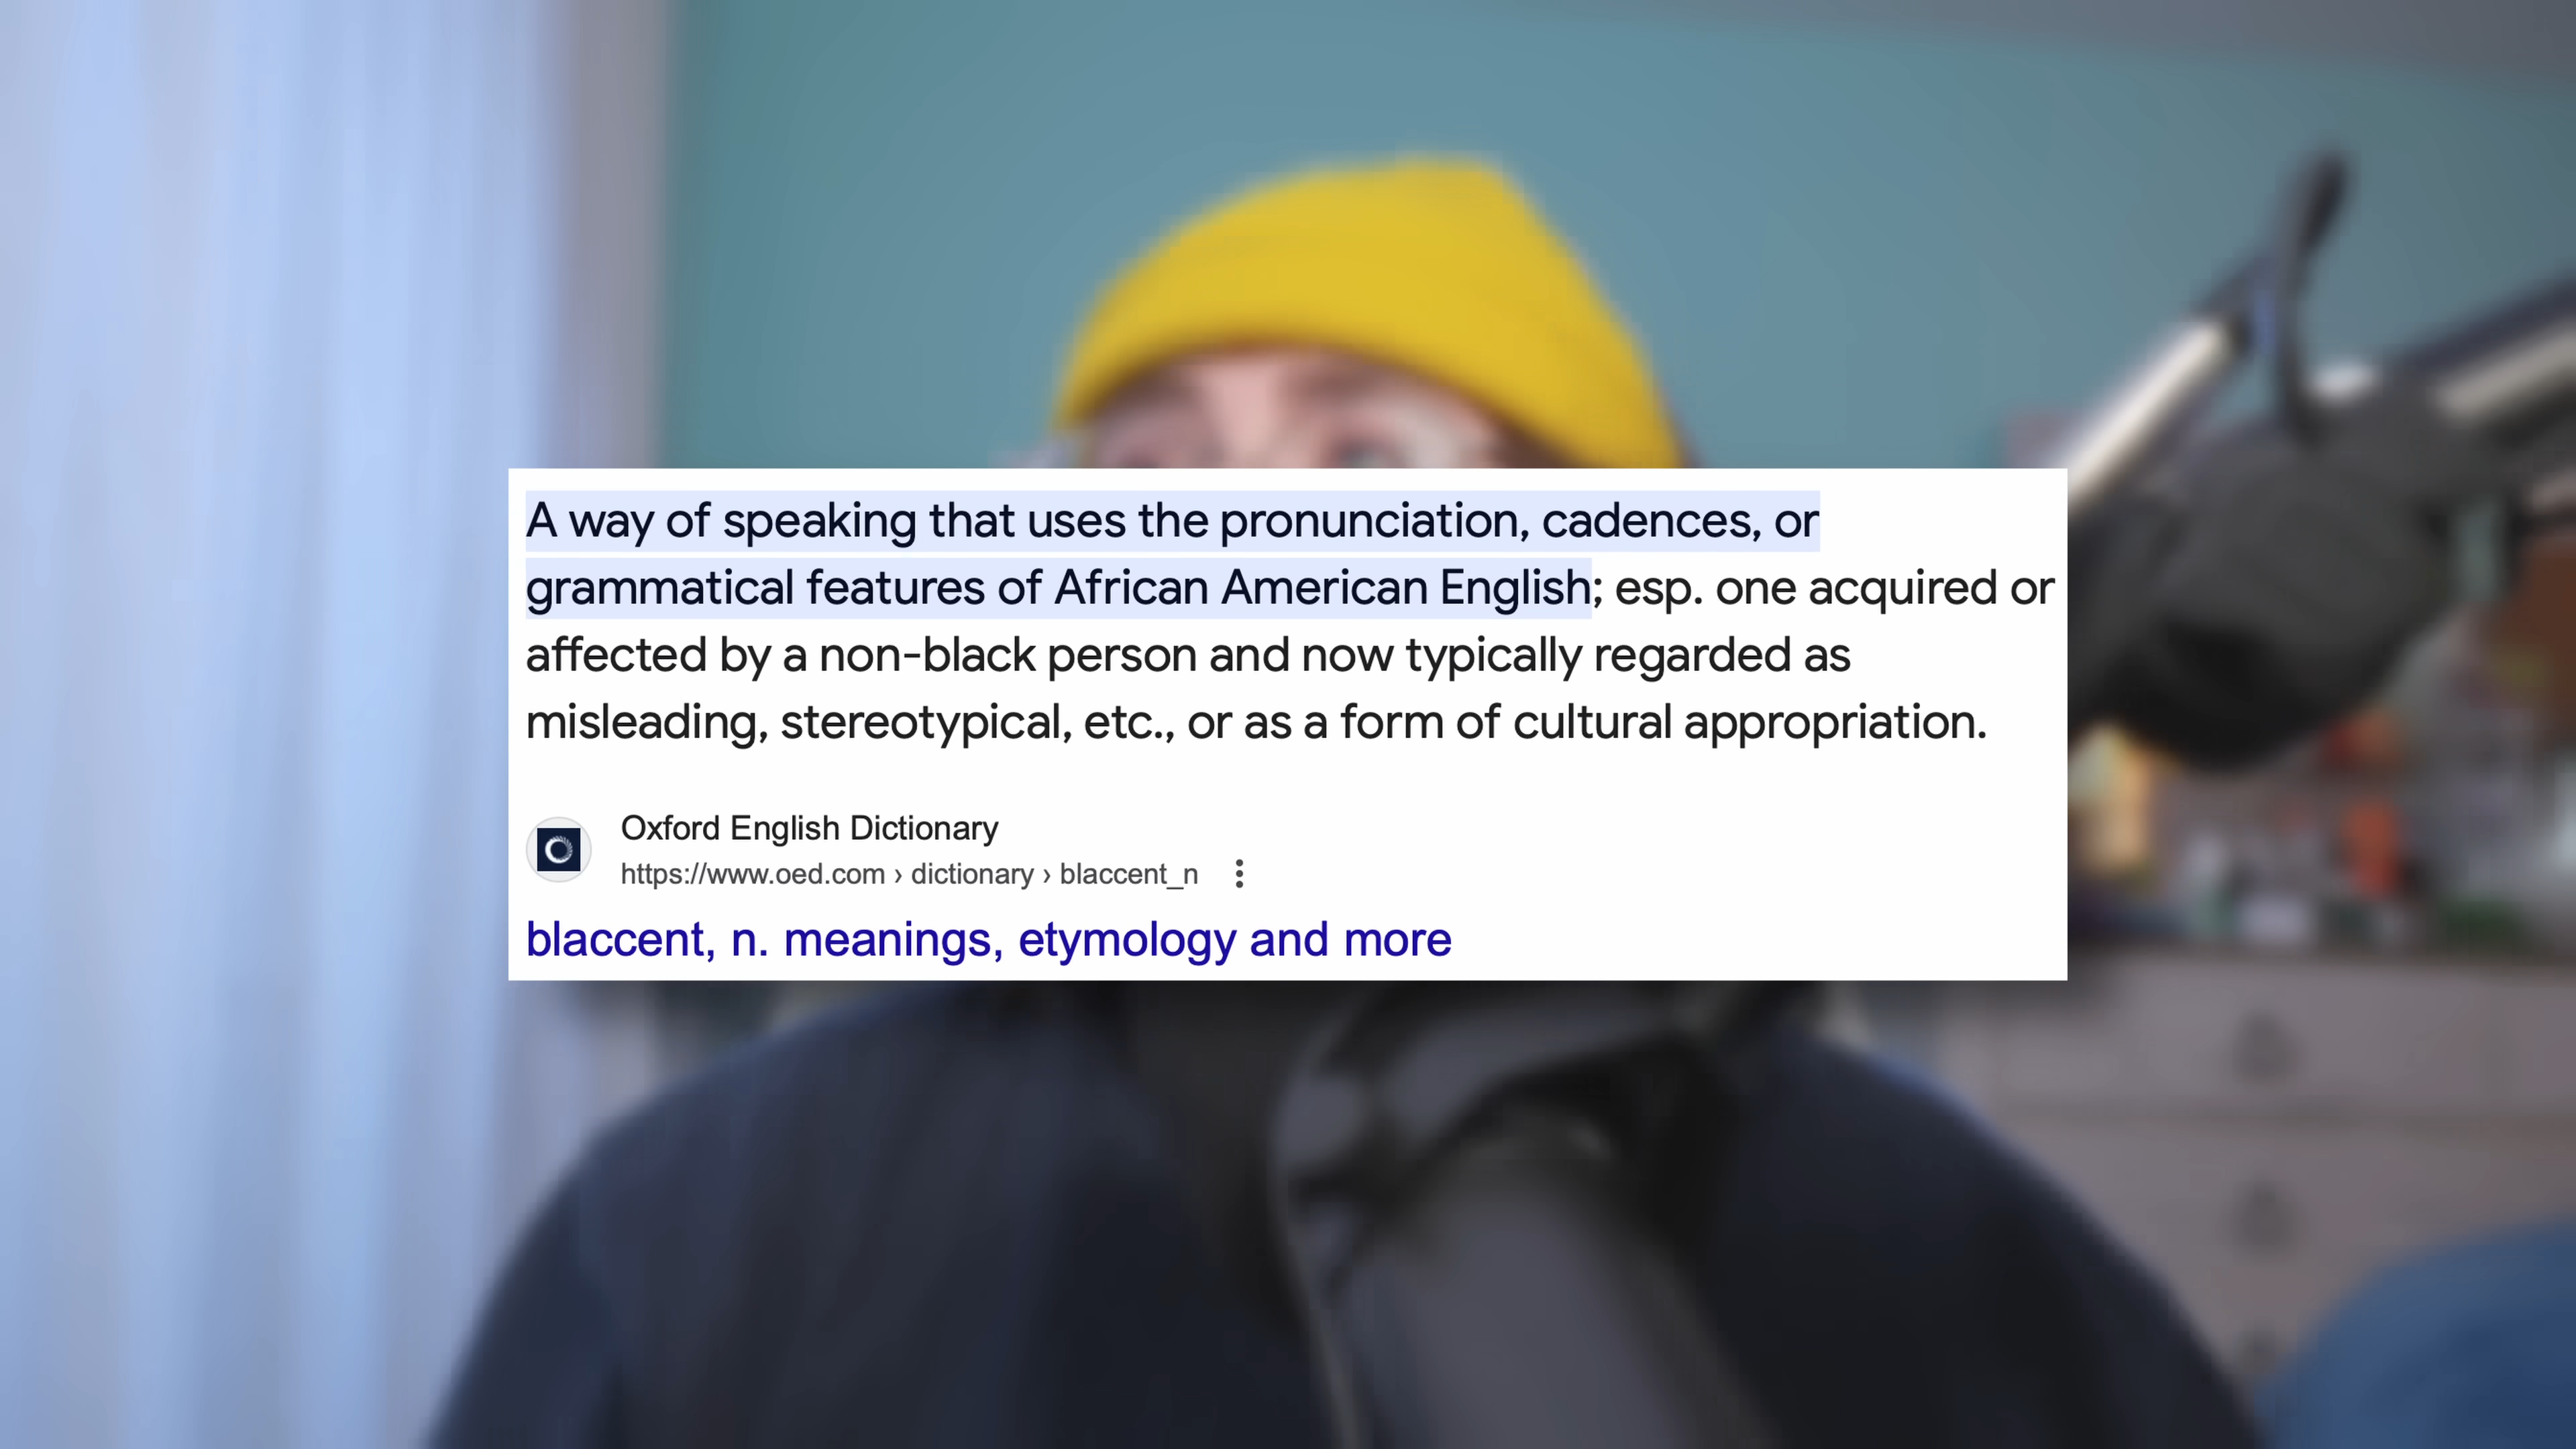 A way of speaking that uses the pronunciation, cadences, or
grammatical features of African American English; esp. one acquired or
affected by a non-black person and now typically regarded as
misleading, stereotypical, etc., or as a form of cultural appropriation.
Oxford English Dictionary
https://www.oed.com › dictionary › blaccent_n
blaccent, n. meanings, etymology and more